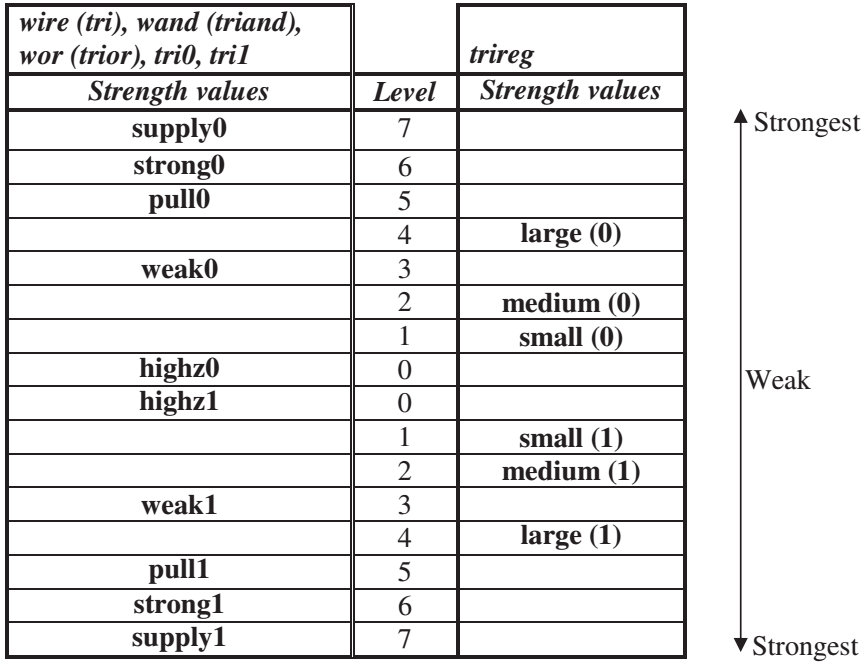 wire (tri), wand (triand),
wor (trior), tri0, tri1 trireg
Strength values Level Strength values
supply0 7 Strongest
strong0 6
pull0 5
4 large (0)
weak0 3
2 medium (0)
1 small (0)
highz0 0 Weak
highz1 0
1 small (1)
2 medium (1)
weak1 3
4 large (1)
pull1 5
strong1 6
supply1 7 Strongest